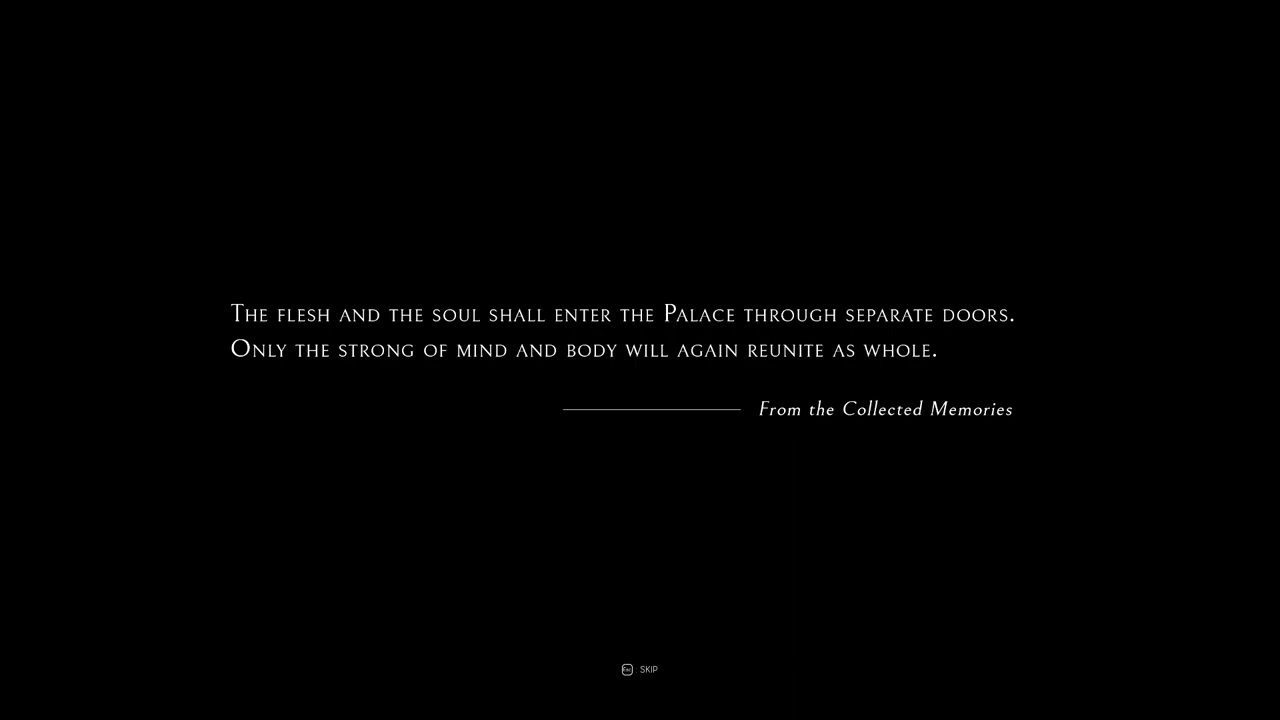 The flesh and the soul shall enter the Palace through separate doors.
Only the strong of mind and body will again reunite as whole.
From the Collected Memories
Esc : SKIP